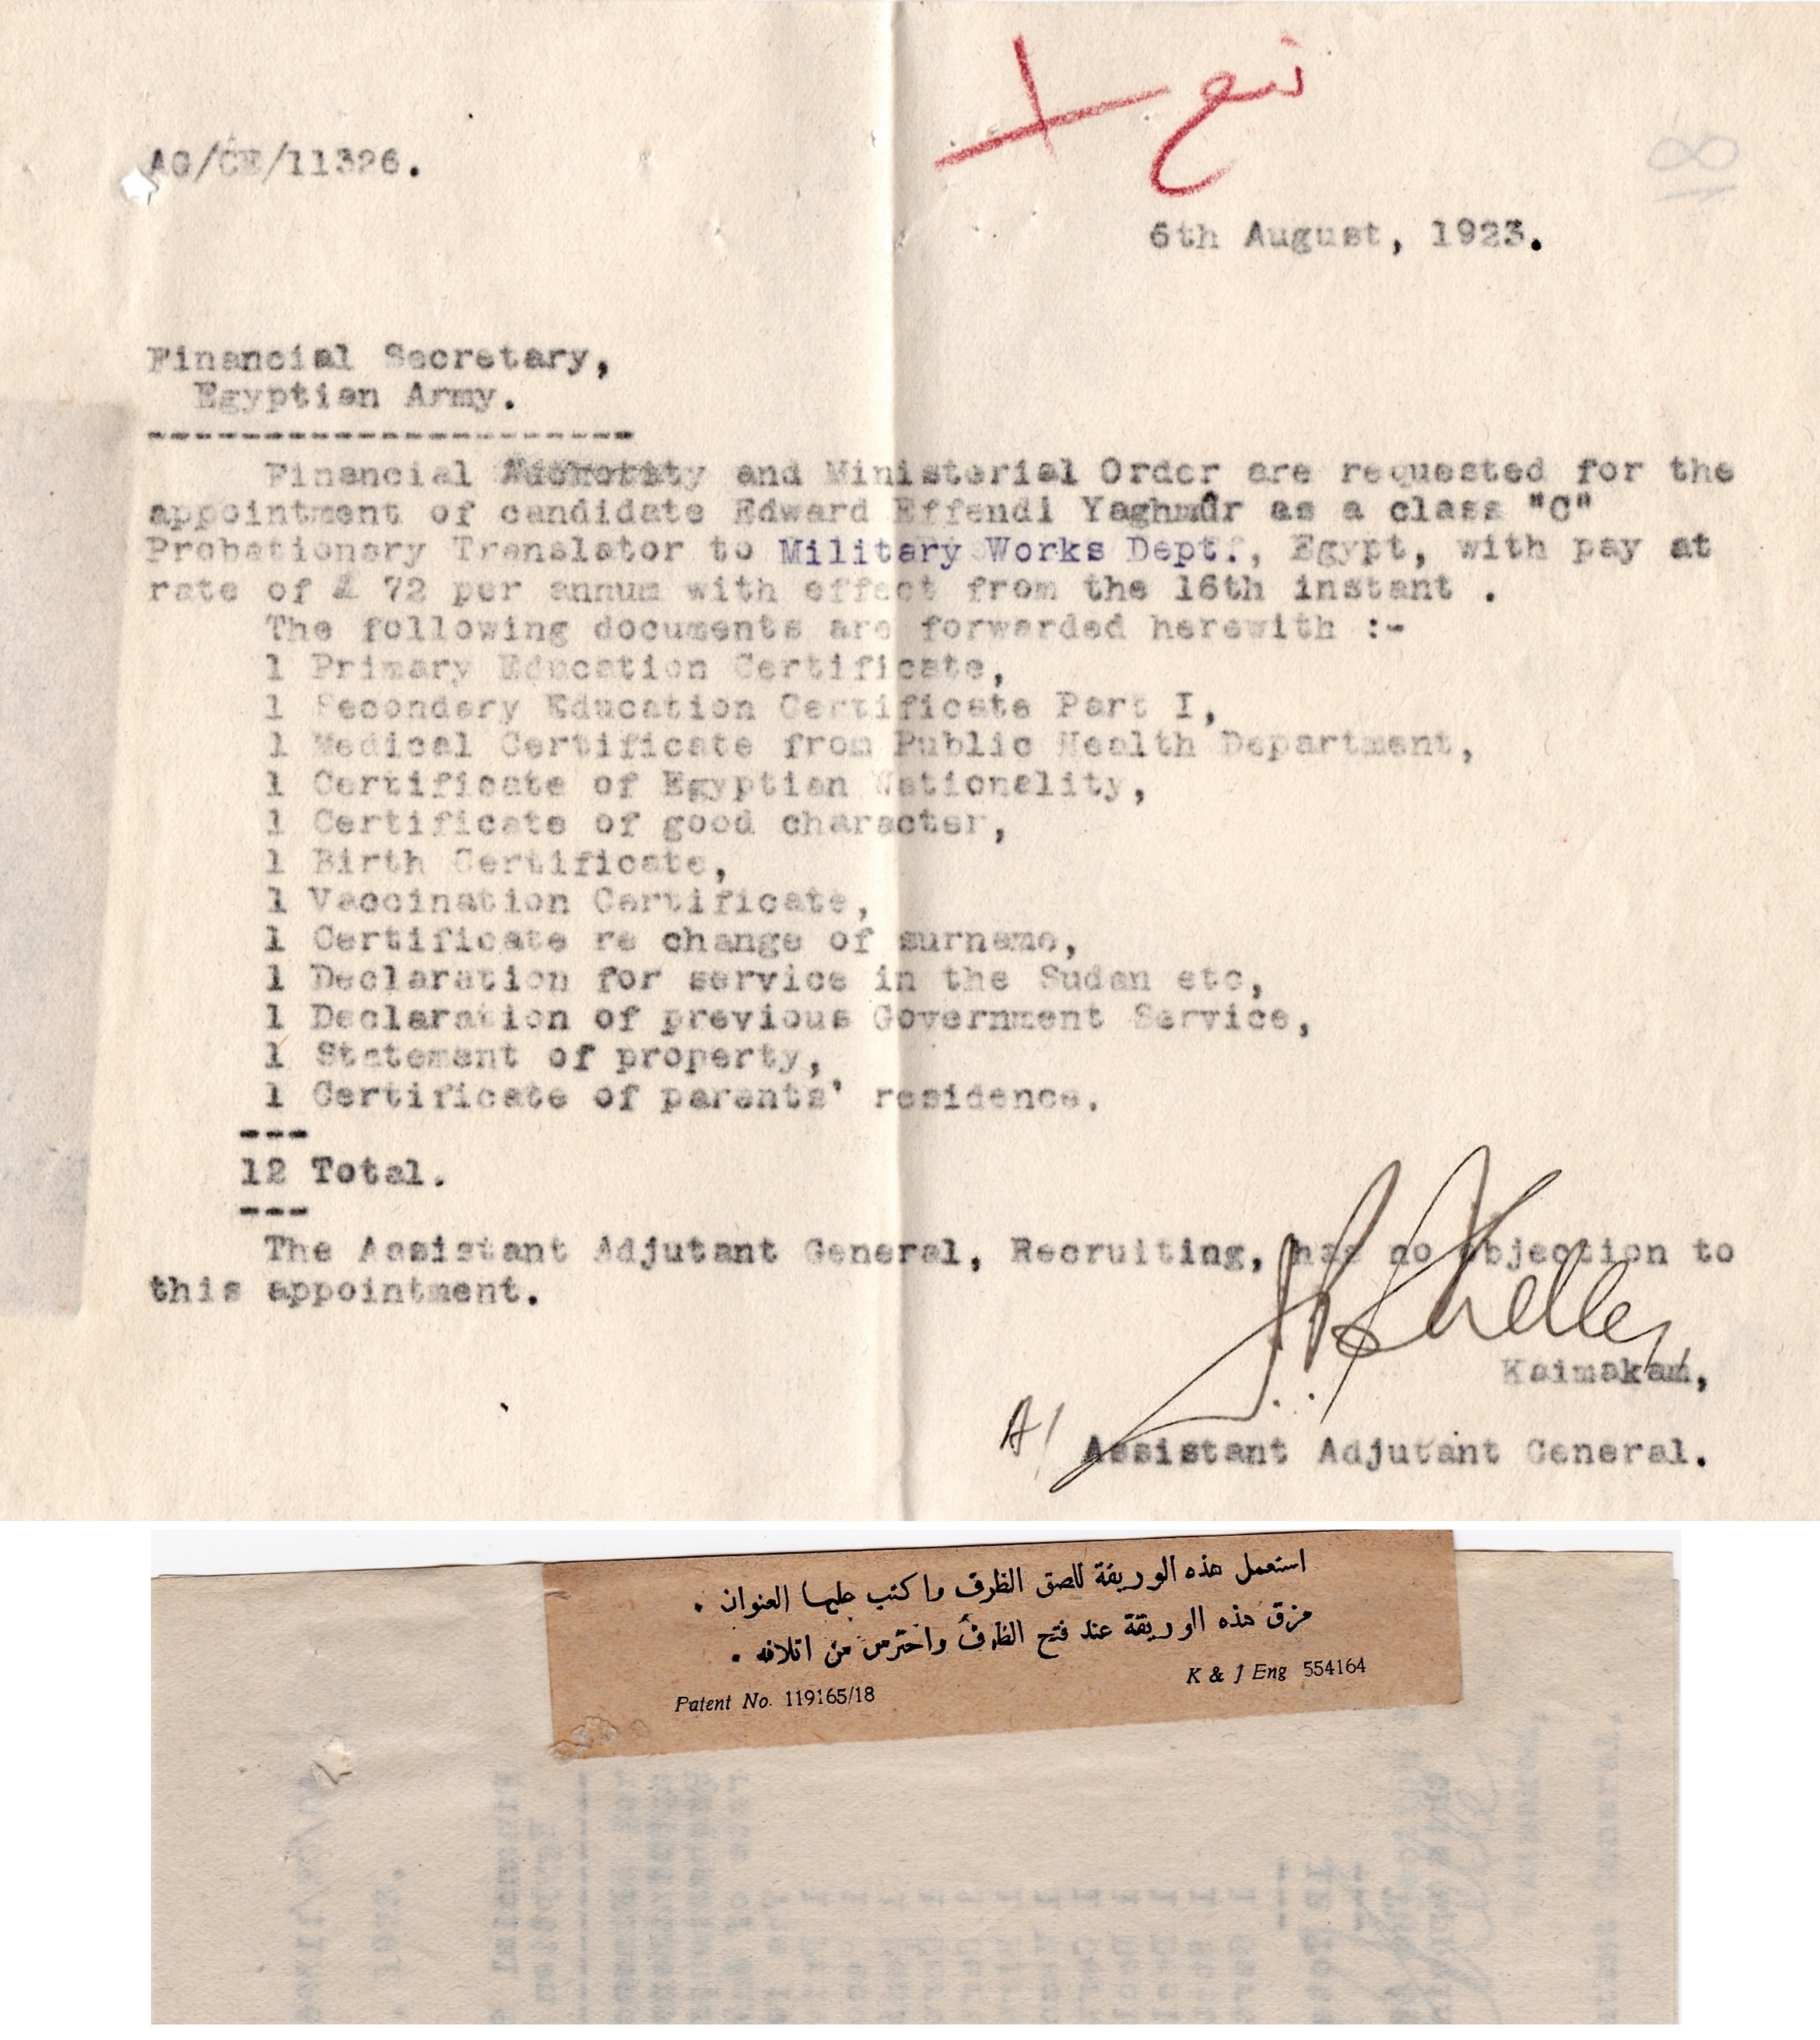 AG/CE/11326.
18
6th August, 1923.
Financial Secretary,
Egyptian Army.
----------------------
Financial Authority and Ministerial Order are requested for the
appointment of candidate Edward Effendi Yaghmûr as a class "C"
Probationary Translator to Military Works Dept., Egypt, with pay at
rate of £ 72 per annum with effect from the 16th instant .
The following documents are forwarded herewith :-
1 Primary Education Certificate,
1 Secondary Education Certificate Part I,
1 Medical Certificate from Public Health Department,
1 Certificate of Egyptian Nationality,
1 Certificate of good character,
1 Birth Certificate,
1 Vaccination Certificate,
1 Certificate re change of surname,
1 Declaration for service in the Sudan etc,
1 Declaration of previous Government Service,
1 Statement of property,
1 Certificate of parents' residence.
---
12 Total.
---
The Assistant Adjutant General, Recruiting, has no objection to
this appointment.
Kaimakam,
A/ Assistant Adjutant General.
استعمل هذه الوريقة للصق الظرف واكتب عليها العنوان .
مزق هذه الوريقة عند فتح الظرف واحترس من اتلافه .
K & J Eng 554164
Patent No. 119165/18